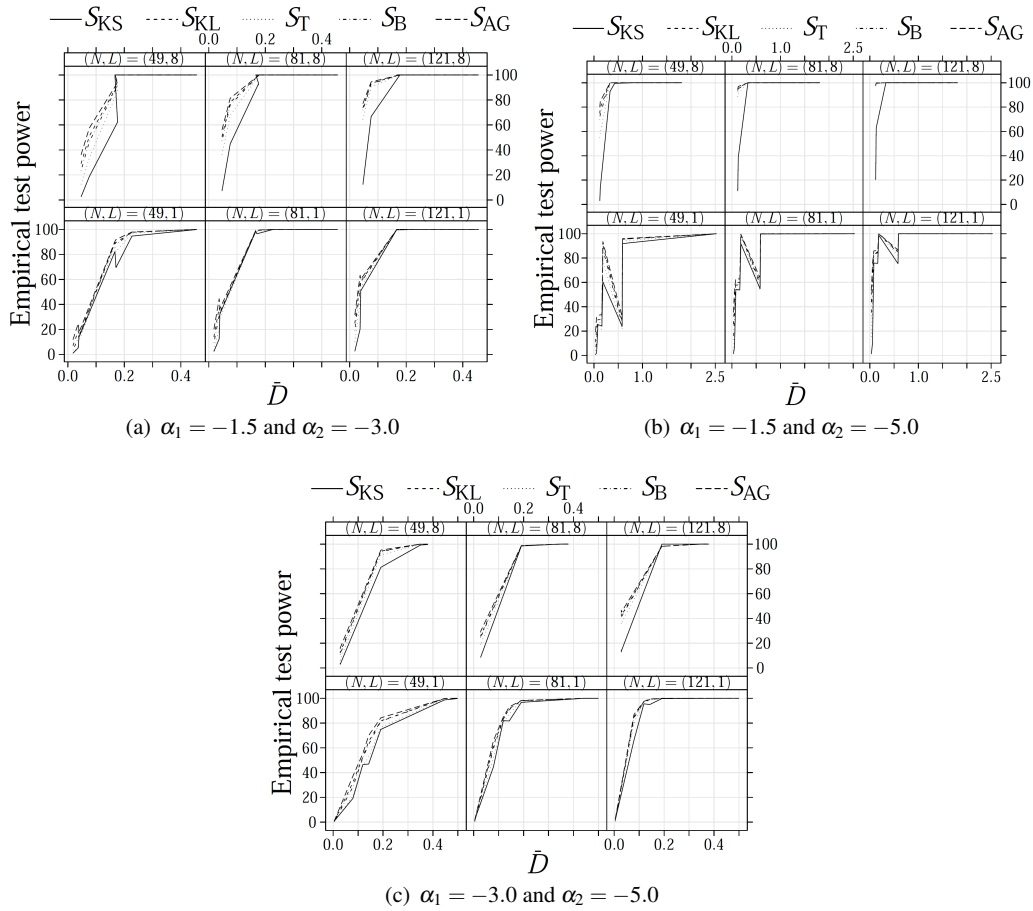 S_KS S_KL S_T S_B S_AG
0.0 0.2 0.4
(N, L) = (49,8) (N, L) = (81,8) (N, L) = (121,8)
100
80
60
40
20
0
(N, L) = (49,1) (N, L) = (81,1) (N, L) = (121,1)
100
80
60
40
20
0
Empirical test power
0.0 0.2 0.4 0.0 0.2 0.4
D̄
(a) α₁ = −1.5 and α₂ = −3.0
S_KS S_KL S_T S_B S_AG
0.0 1.0 2.5
(N, L) = (49,8) (N, L) = (81,8) (N, L) = (121,8)
100
80
60
40
20
0
(N, L) = (49,1) (N, L) = (81,1) (N, L) = (121,1)
100
80
60
40
20
0
Empirical test power
0.0 1.0 2.5 0.0 1.0 2.5
D̄
(b) α₁ = −1.5 and α₂ = −5.0
S_KS S_KL S_T S_B S_AG
0.0 0.2 0.4
(N, L) = (49,8) (N, L) = (81,8) (N, L) = (121,8)
100
80
60
40
20
0
(N, L) = (49,1) (N, L) = (81,1) (N, L) = (121,1)
100
80
60
40
20
0
Empirical test power
0.0 0.2 0.4 0.0 0.2 0.4
D̄
(c) α₁ = −3.0 and α₂ = −5.0